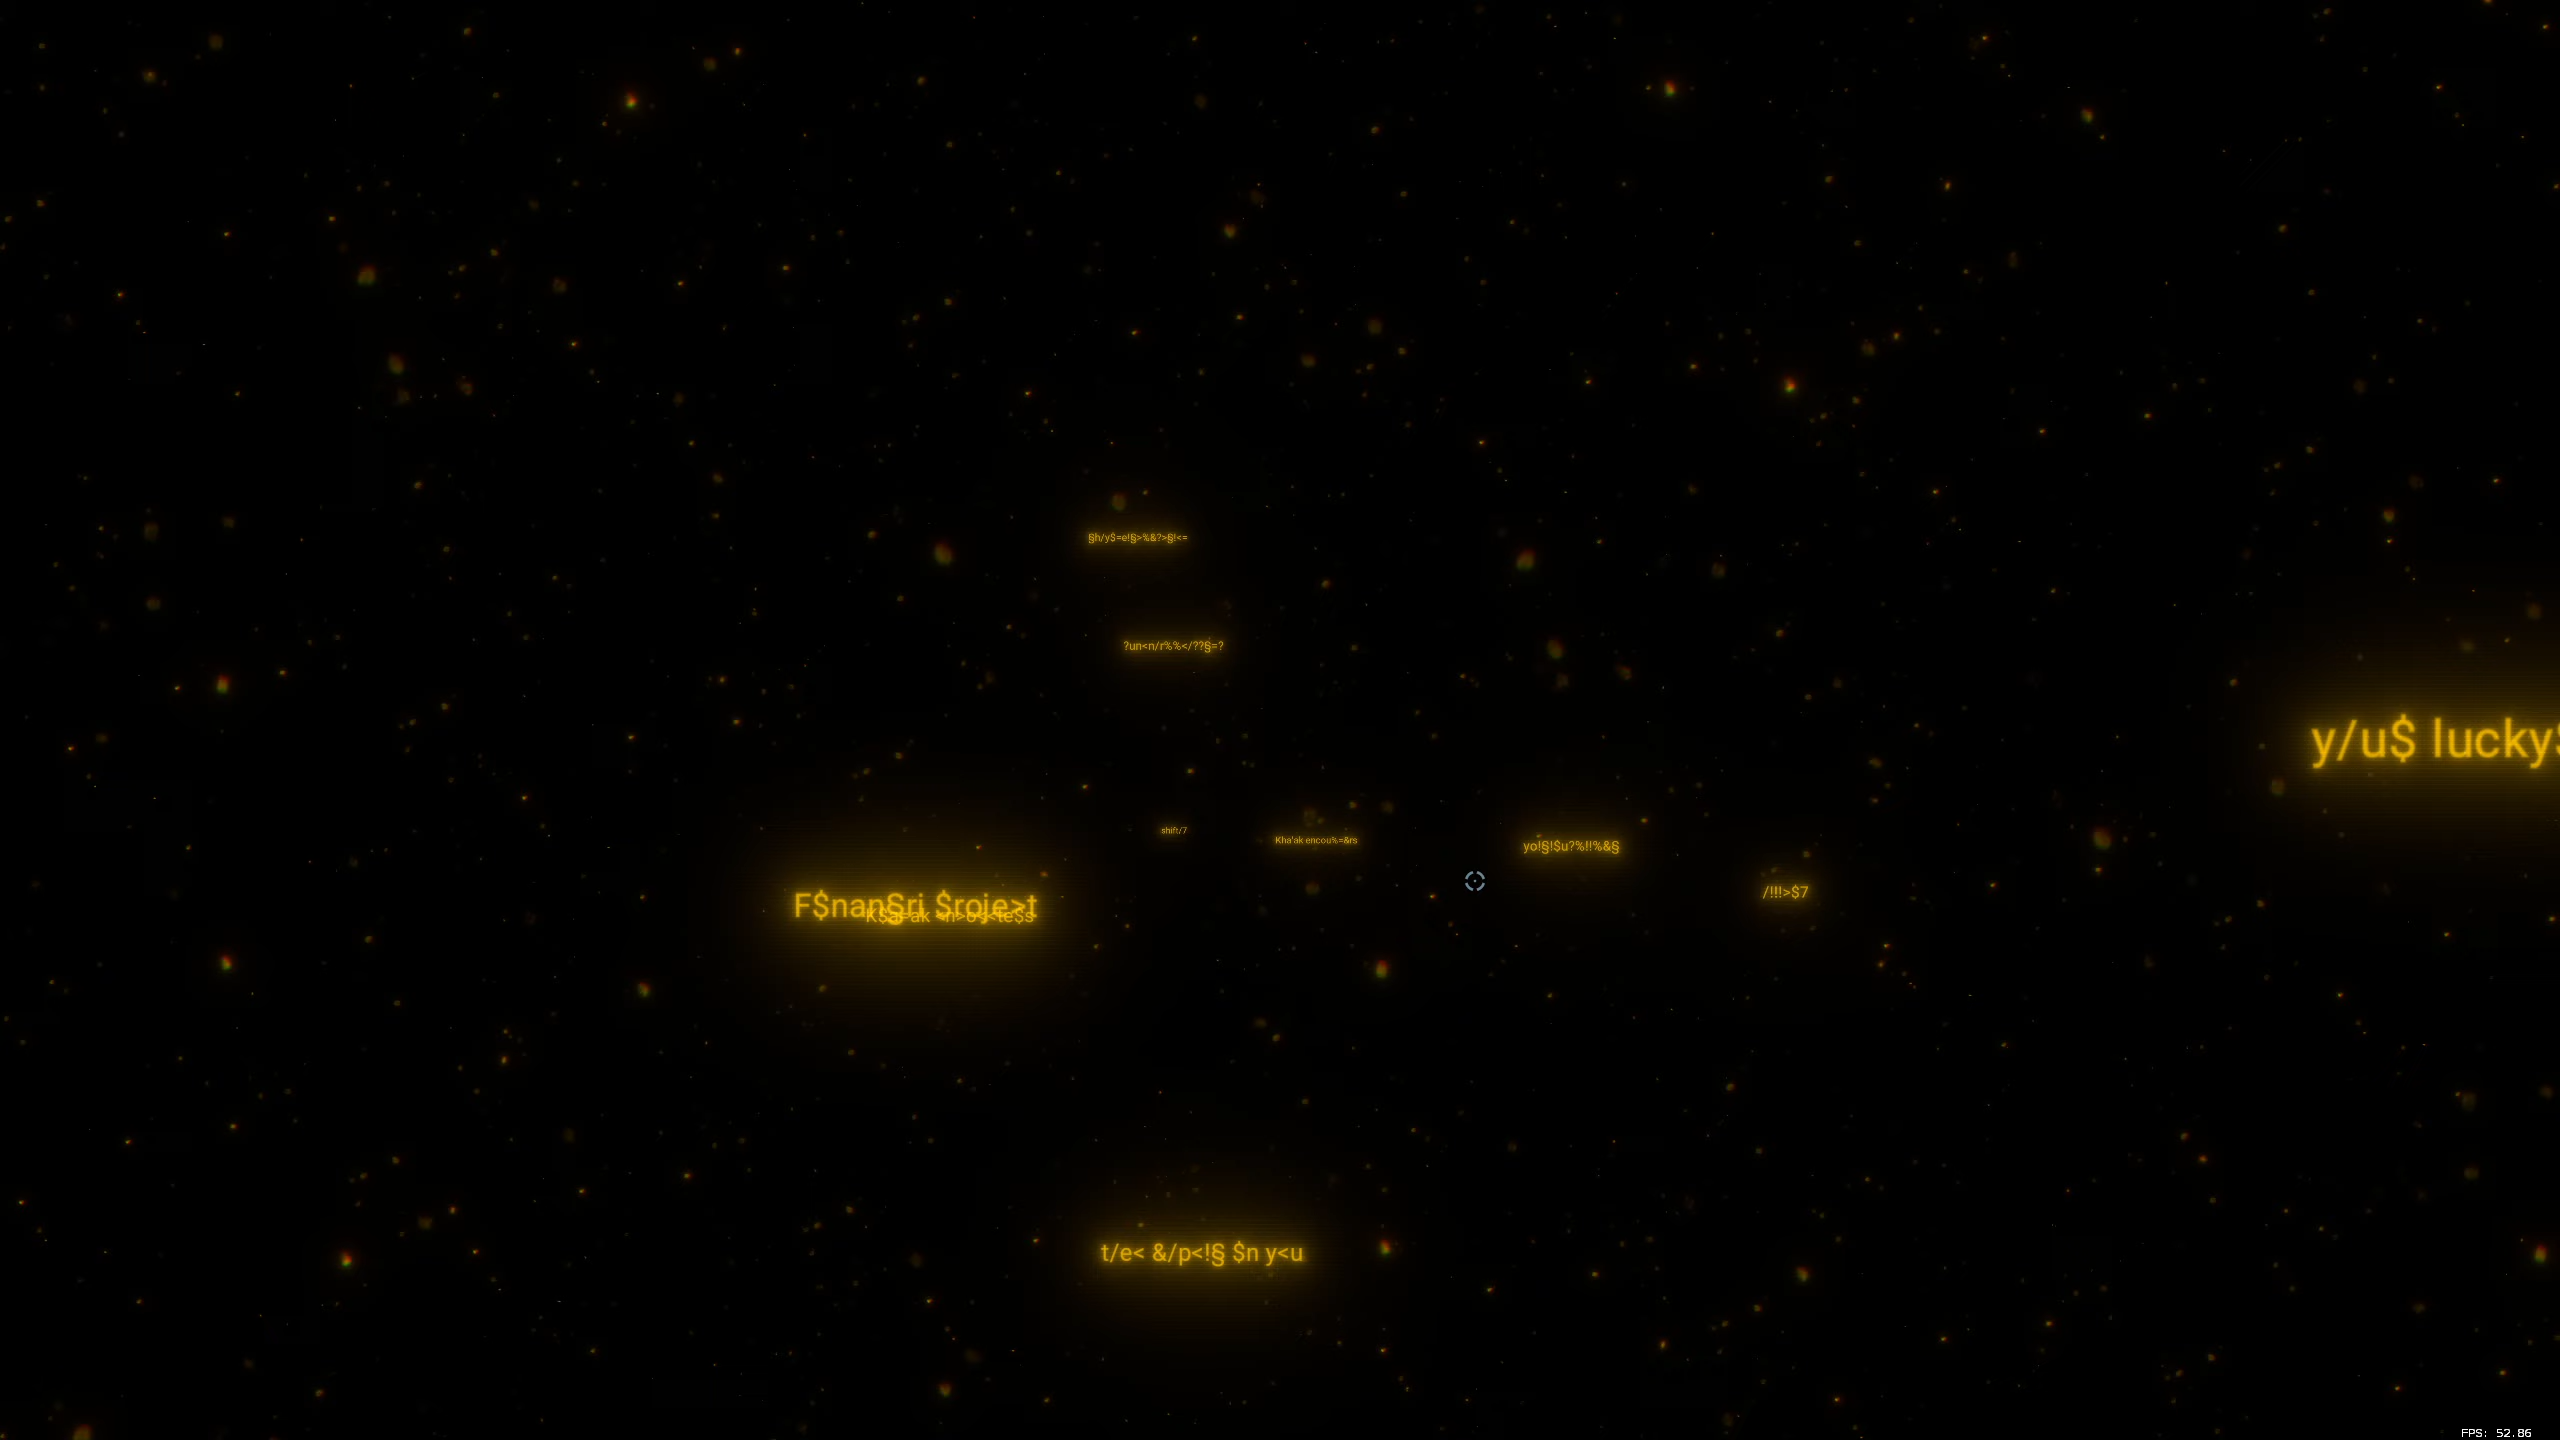 §h/y$=e!§>%&?>§!<=
?un<n/r%%</??§=?
y/u$ lucky$
shift/7
Kha'ak encou%=&rs
yo!§!$u?%!!%&§
/!!!>$7
F$nan§ri $roje>t
t/e< &/p<!§ $n y<u
FPS: 52.86